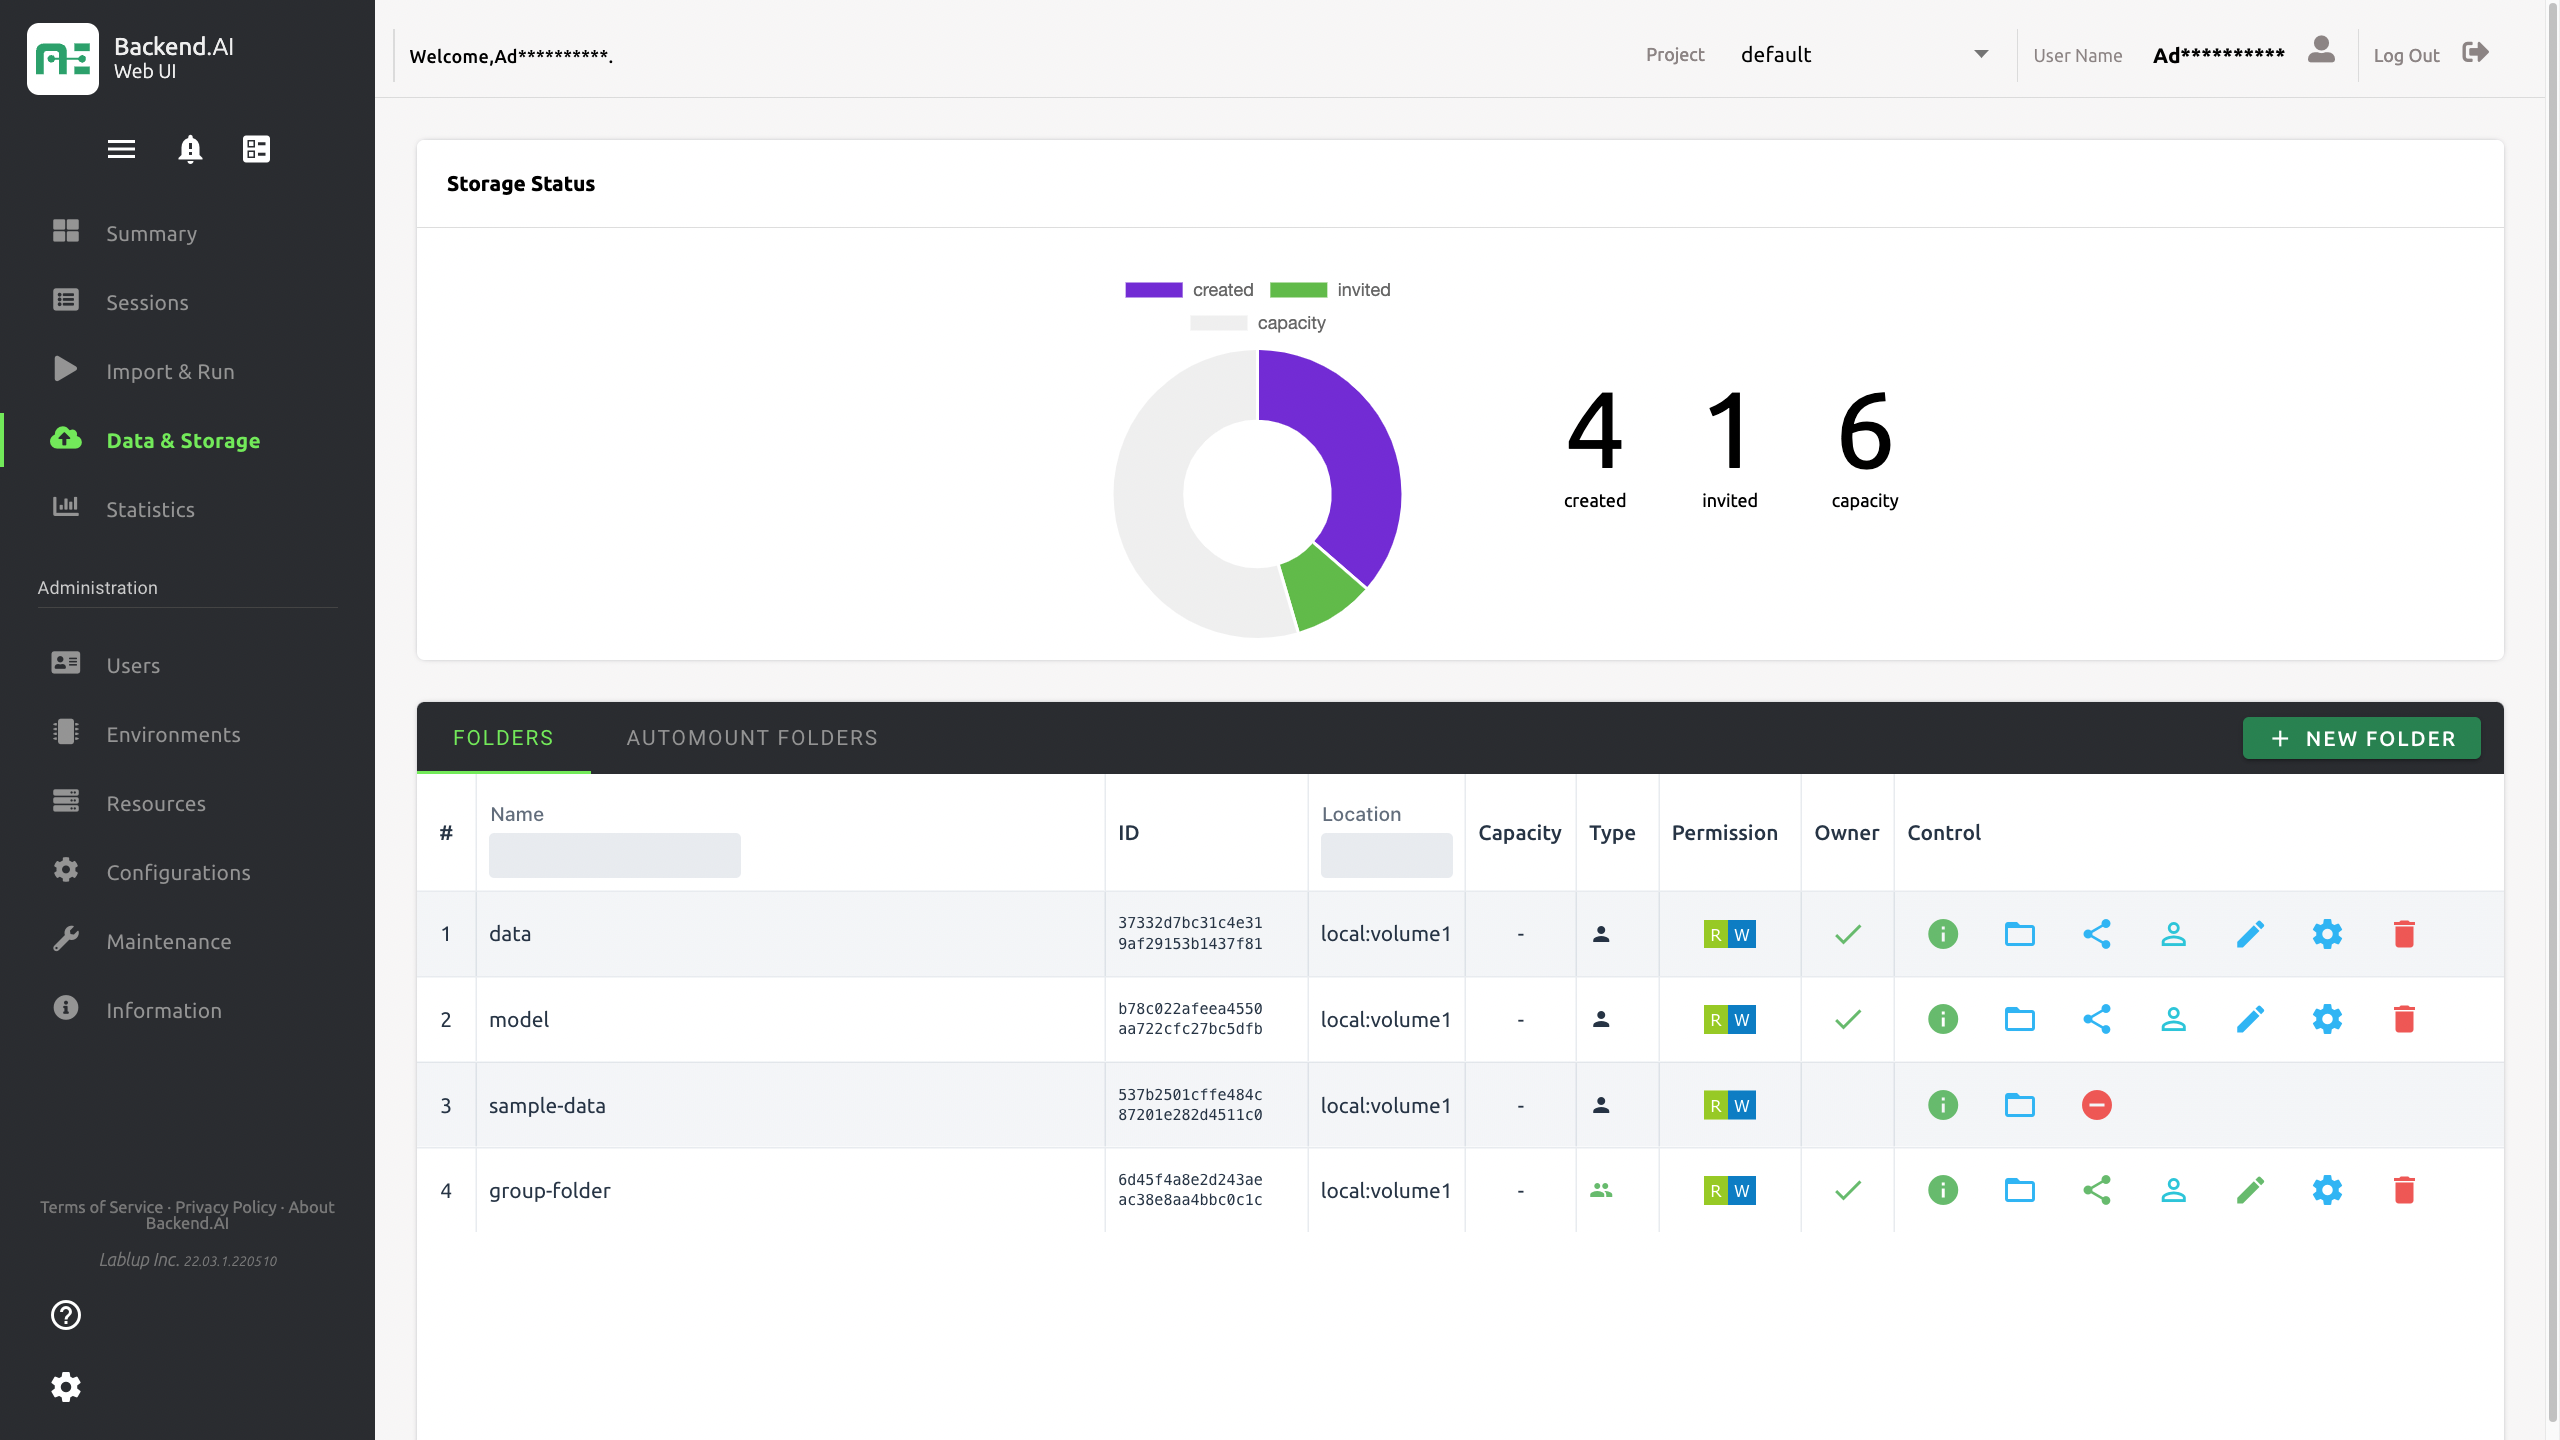 Backend.AI
Web UI
Welcome,Ad**********.
Project
default
User Name
Ad**********
Log Out
Summary
Sessions
Import & Run
Data & Storage
Statistics
Administration
Users
Environments
Resources
Configurations
Maintenance
Information
Terms of Service · Privacy Policy · About
Backend.AI
Lablup Inc. 22.03.1.220510
Storage Status
created
invited
capacity
4 1 6
created invited capacity
FOLDERS
AUTOMOUNT FOLDERS
+ NEW FOLDER
# Name ID Location Capacity Type Permission Owner Control
1 data 37332d7bc31c4e31 local:volume1 - R W
9af29153b1437f81
2 model b78c022afeea4550 local:volume1 - R W
aa722cfc27bc5dfb
3 sample-data 537b2501cffe484c local:volume1 - R W
87201e282d4511c0
4 group-folder 6d45f4a8e2d243ae local:volume1 - R W
ac38e8aa4bbc0c1c